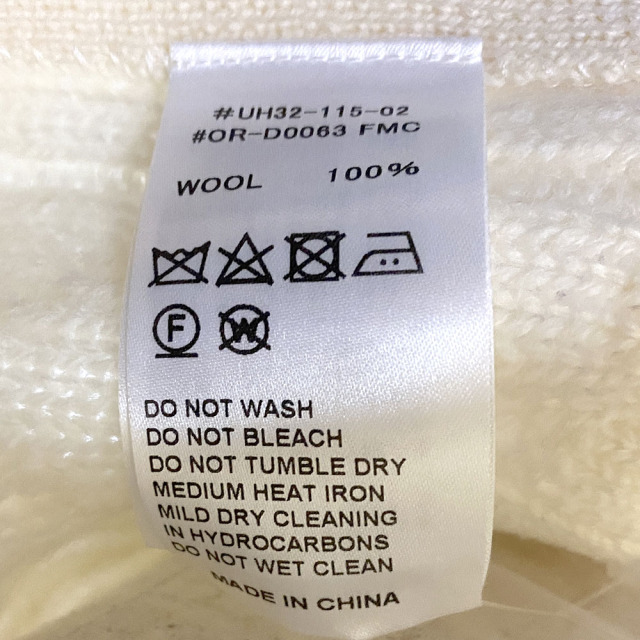 #UH32-115-02
#OR-D0063 FMC
WOOL 100%
F W
DO NOT WASH
DO NOT BLEACH
DO NOT TUMBLE DRY
MEDIUM HEAT IRON
MILD DRY CLEANING
IN HYDROCARBONS
DO NOT WET CLEAN
MADE IN CHINA